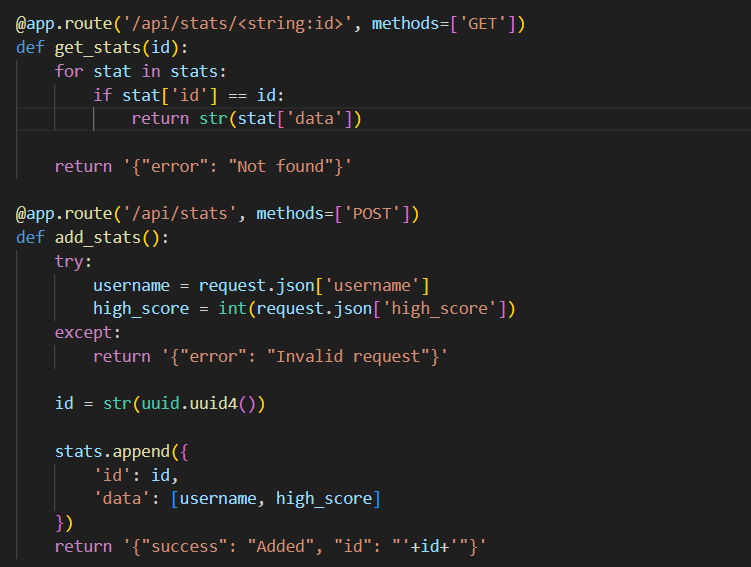 @app.route('/api/stats/<string:id>', methods=['GET'])
def get_stats(id):
    for stat in stats:
        if stat['id'] == id:
            return str(stat['data'])

    return '{"error": "Not found"}'

@app.route('/api/stats', methods=['POST'])
def add_stats():
    try:
        username = request.json['username']
        high_score = int(request.json['high_score'])
    except:
        return '{"error": "Invalid request"}'

    id = str(uuid.uuid4())

    stats.append({
        'id': id,
        'data': [username, high_score]
    })
    return '{"success": "Added", "id": "'+id+'"}'